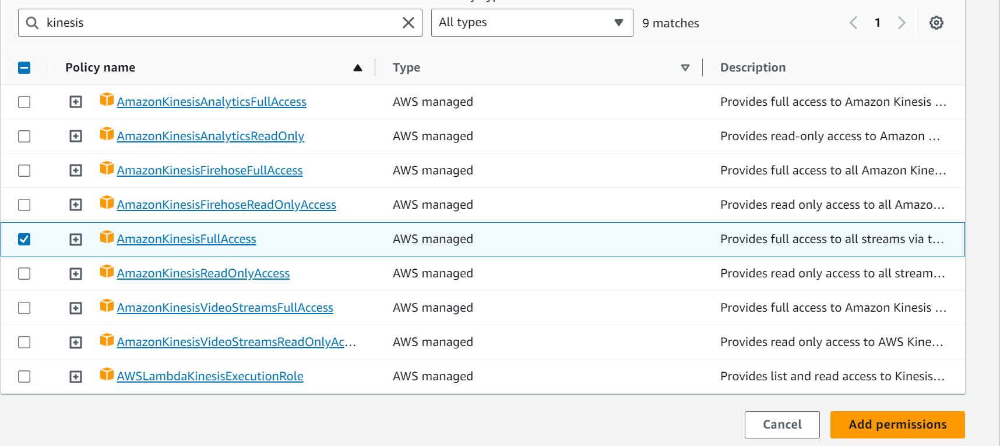 kinesis
All types
9 matches
1
Policy name
Type
Description
AmazonKinesisAnalyticsFullAccess AWS managed Provides full access to Amazon Kinesis ...
AmazonKinesisAnalyticsReadOnly AWS managed Provides read-only access to Amazon ...
AmazonKinesisFirehoseFullAccess AWS managed Provides full access to all Amazon Kine...
AmazonKinesisFirehoseReadOnlyAccess AWS managed Provides read only access to all Amazo...
AmazonKinesisFullAccess AWS managed Provides full access to all streams via t...
AmazonKinesisReadOnlyAccess AWS managed Provides read only access to all stream...
AmazonKinesisVideoStreamsFullAccess AWS managed Provides full access to Amazon Kinesis ...
AmazonKinesisVideoStreamsReadOnlyAc... AWS managed Provides read only access to AWS Kine...
AWSLambdaKinesisExecutionRole AWS managed Provides list and read access to Kinesis...
Cancel
Add permissions